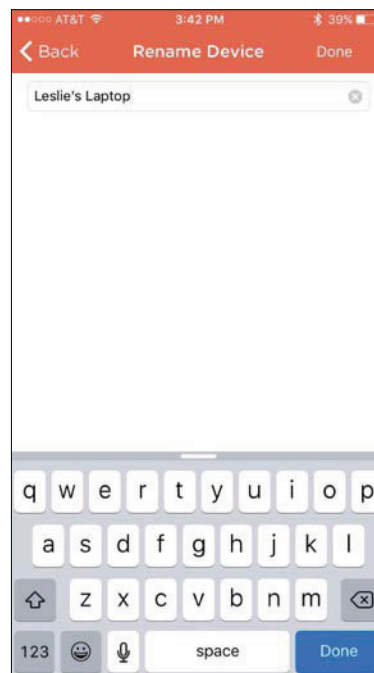 AT&T 3:42 PM 39%
Back Rename Device Done
Leslie's Laptop
q w e r t y u i o p
a s d f g h j k l
z x c v b n m
123 space Done